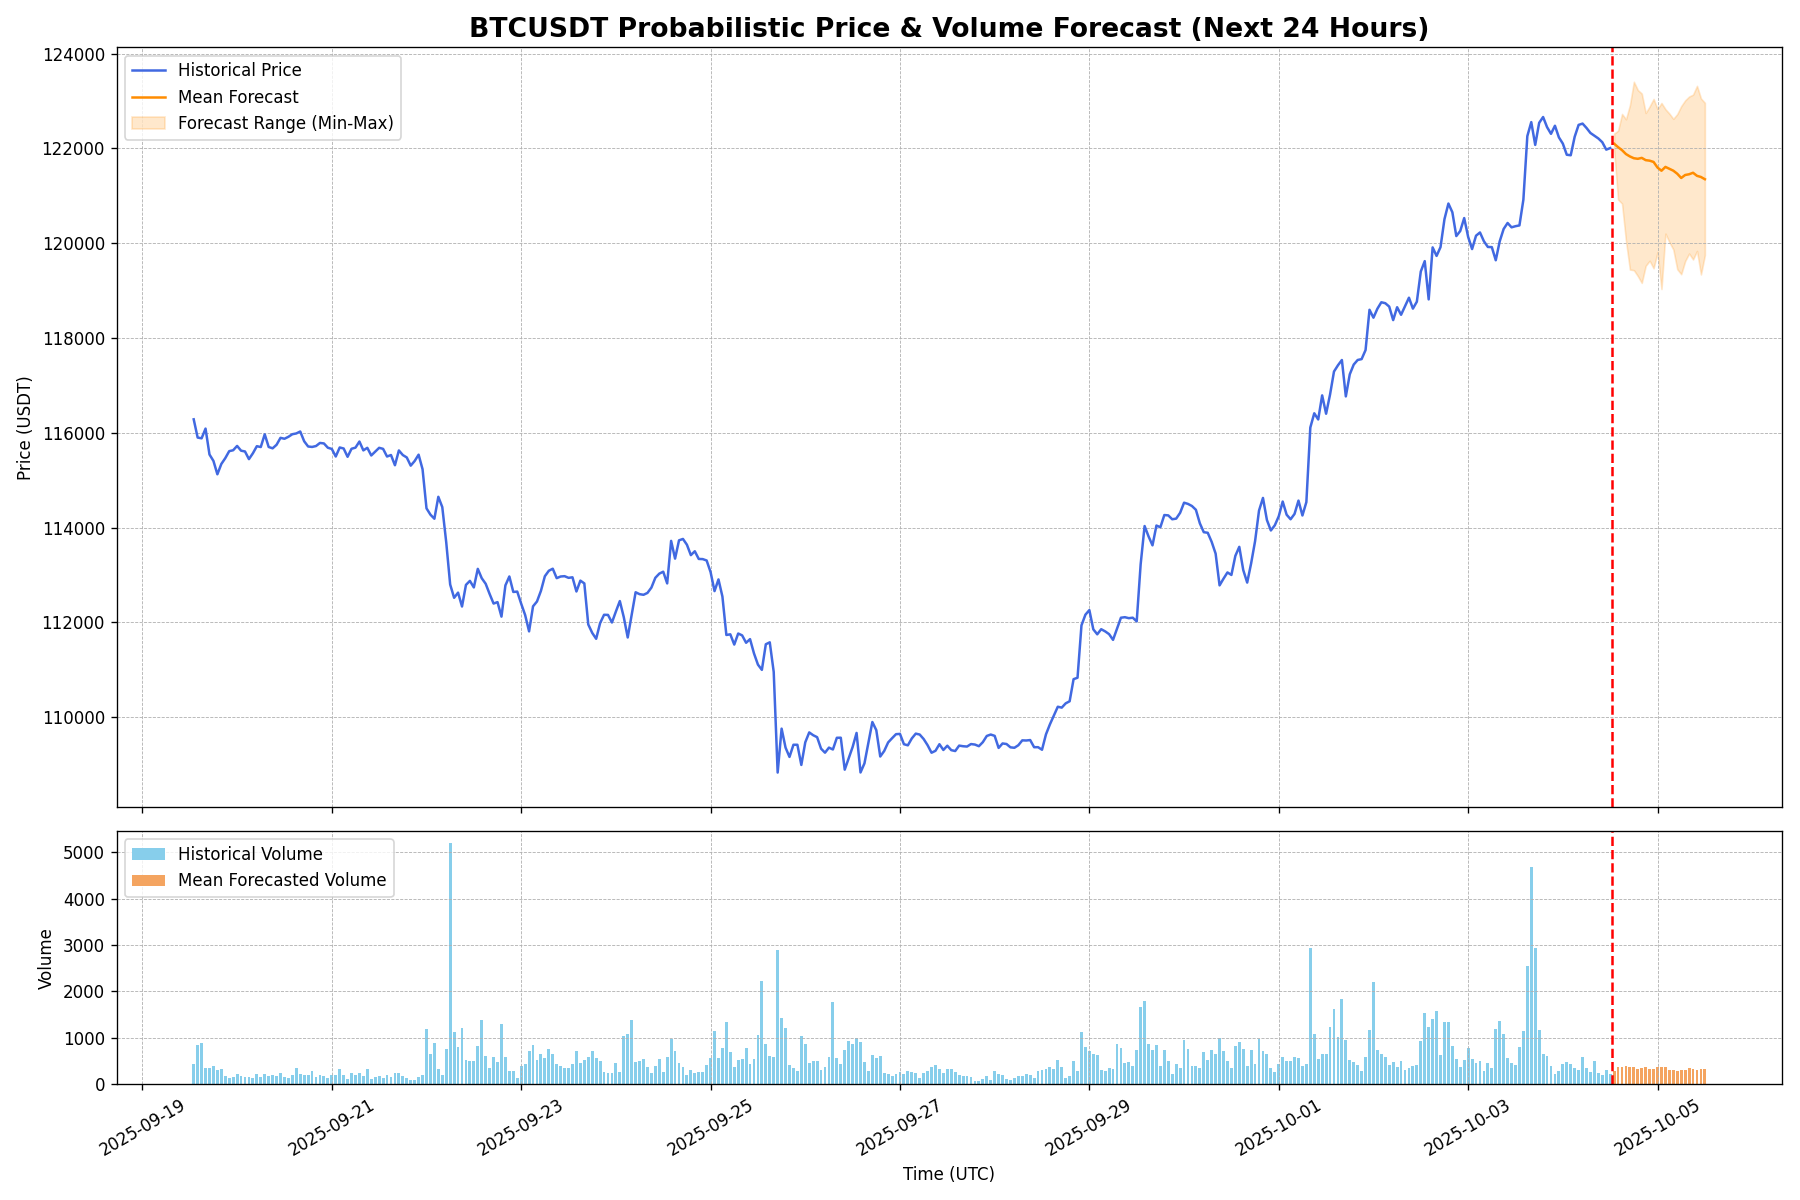 BTCUSDT Probabilistic Price & Volume Forecast (Next 24 Hours)
Historical Price
Mean Forecast
Forecast Range (Min-Max)
124000
122000
120000
118000
116000
114000
112000
110000
Price (USDT)
Historical Volume
Mean Forecasted Volume
5000
4000
3000
2000
1000
0
Volume
2025-09-19
2025-09-21
2025-09-23
2025-09-25
2025-09-27
2025-09-29
2025-10-01
2025-10-03
2025-10-05
Time (UTC)